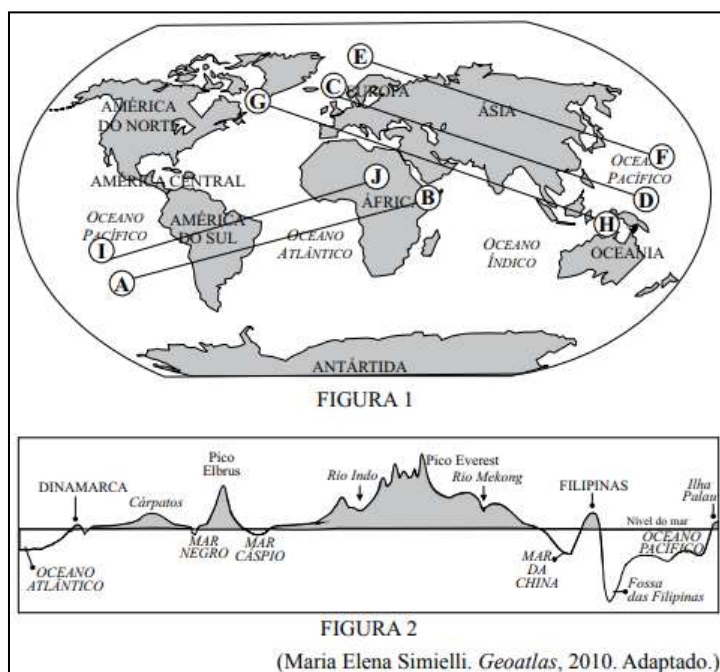 E
C
EUROPA
G
AMÉRICA
DO NORTE
ÁSIA
F
OCEANO
PACÍFICO
AMÉRICA CENTRAL
J
B
ÁFRICA
D
OCEANO
PACÍFICO
AMÉRICA
DO SUL
OCEANO
ATLÂNTICO
H
I
OCEANO
ÍNDICO
OCEANIA
A
ANTÁRTIDA
FIGURA 1
Pico
Elbrus
Pico Everest
Ilha
Palau
DINAMARCA
Cárpatos
Rio Indo
Rio Mekong
FILIPINAS
Nível do mar
OCEANO
PACÍFICO
MAR
NEGRO
MAR
CÁSPIO
OCEANO
ATLÂNTICO
MAR
DA
CHINA
Fossa
das Filipinas
FIGURA 2
(Maria Elena Simielli. Geoatlas, 2010. Adaptado.)